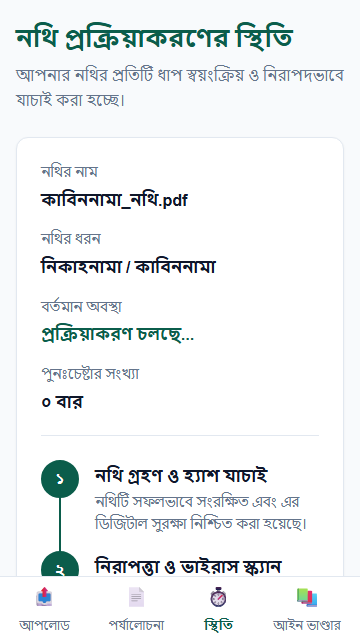 নথি প্রক্রিয়াকরণের স্থিতি
আপনার নথির প্রতিটি ধাপ স্বয়ংক্রিয় ও নিরাপদভাবে
যাচাই করা হচ্ছে।
নথির নাম
কাবিননামা_নথি.pdf
নথির ধরন
নিকাহনামা / কাবিননামা
বর্তমান অবস্থা
প্রক্রিয়াকরণ চলছে...
পুনঃচেষ্টার সংখ্যা
০ বার
১
নথি গ্রহণ ও হ্যাশ যাচাই
নথিটি সফলভাবে সংরক্ষিত এবং এর
ডিজিটাল সুরক্ষা নিশ্চিত করা হয়েছে।
২
নিরাপত্তা ও ভাইরাস স্ক্যান
আপলোড
পর্যালোচনা
স্থিতি
আইন ভাণ্ডার